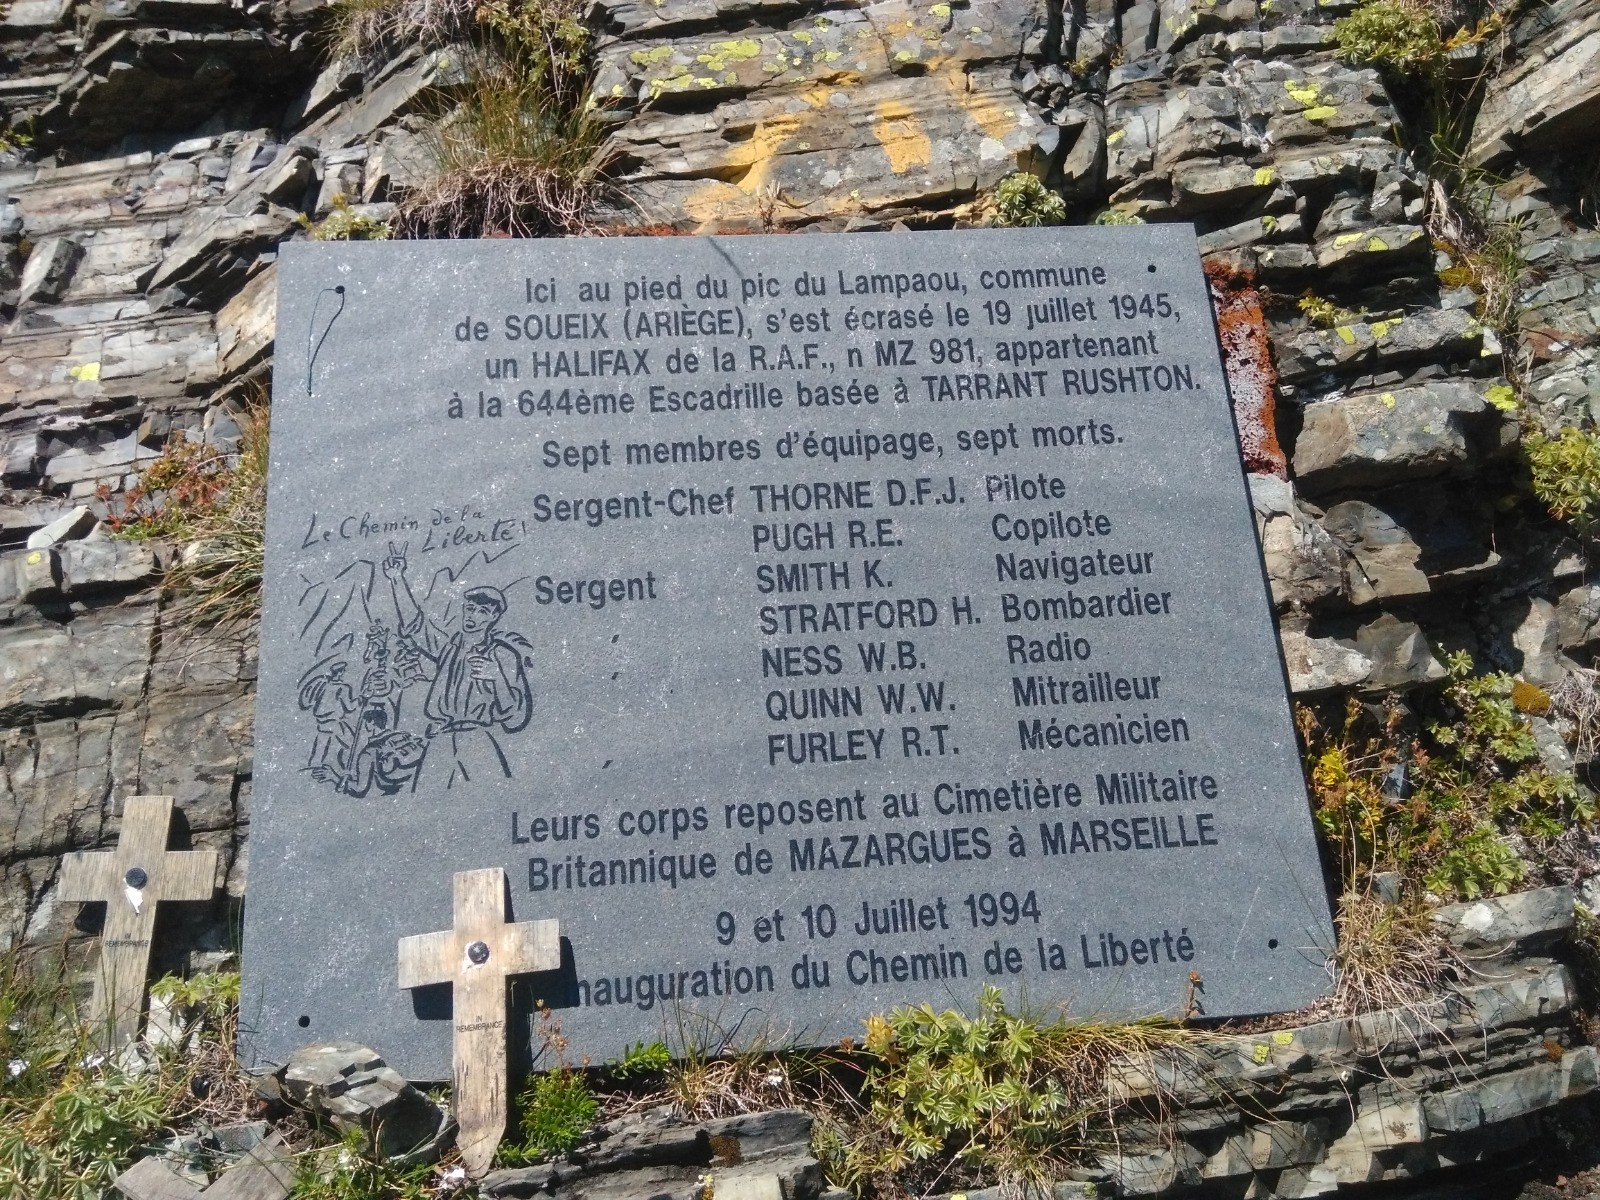 Ici au pied du pic du Lampaou, commune
de SOUEIX (ARIÈGE), s'est écrasé le 19 juillet 1945,
un HALIFAX de la R.A.F., n MZ 981, appartenant
à la 644ème Escadrille basée à TARRANT RUSHTON.
Sept membres d'équipage, sept morts.
Sergent-Chef THORNE D.F.J. Pilote
PUGH R.E. Copilote
Sergent SMITH K. Navigateur
STRATFORD H. Bombardier
NESS W.B. Radio
QUINN W.W. Mitrailleur
FURLEY R.T. Mécanicien
Le Chemin de la
Liberté
Leurs corps reposent au Cimetière Militaire
Britannique de MAZARGUES à MARSEILLE
9 et 10 Juillet 1994
nauguration du Chemin de la Liberté
IN
REMEMBRANCE
IN
REMEMBRANCE